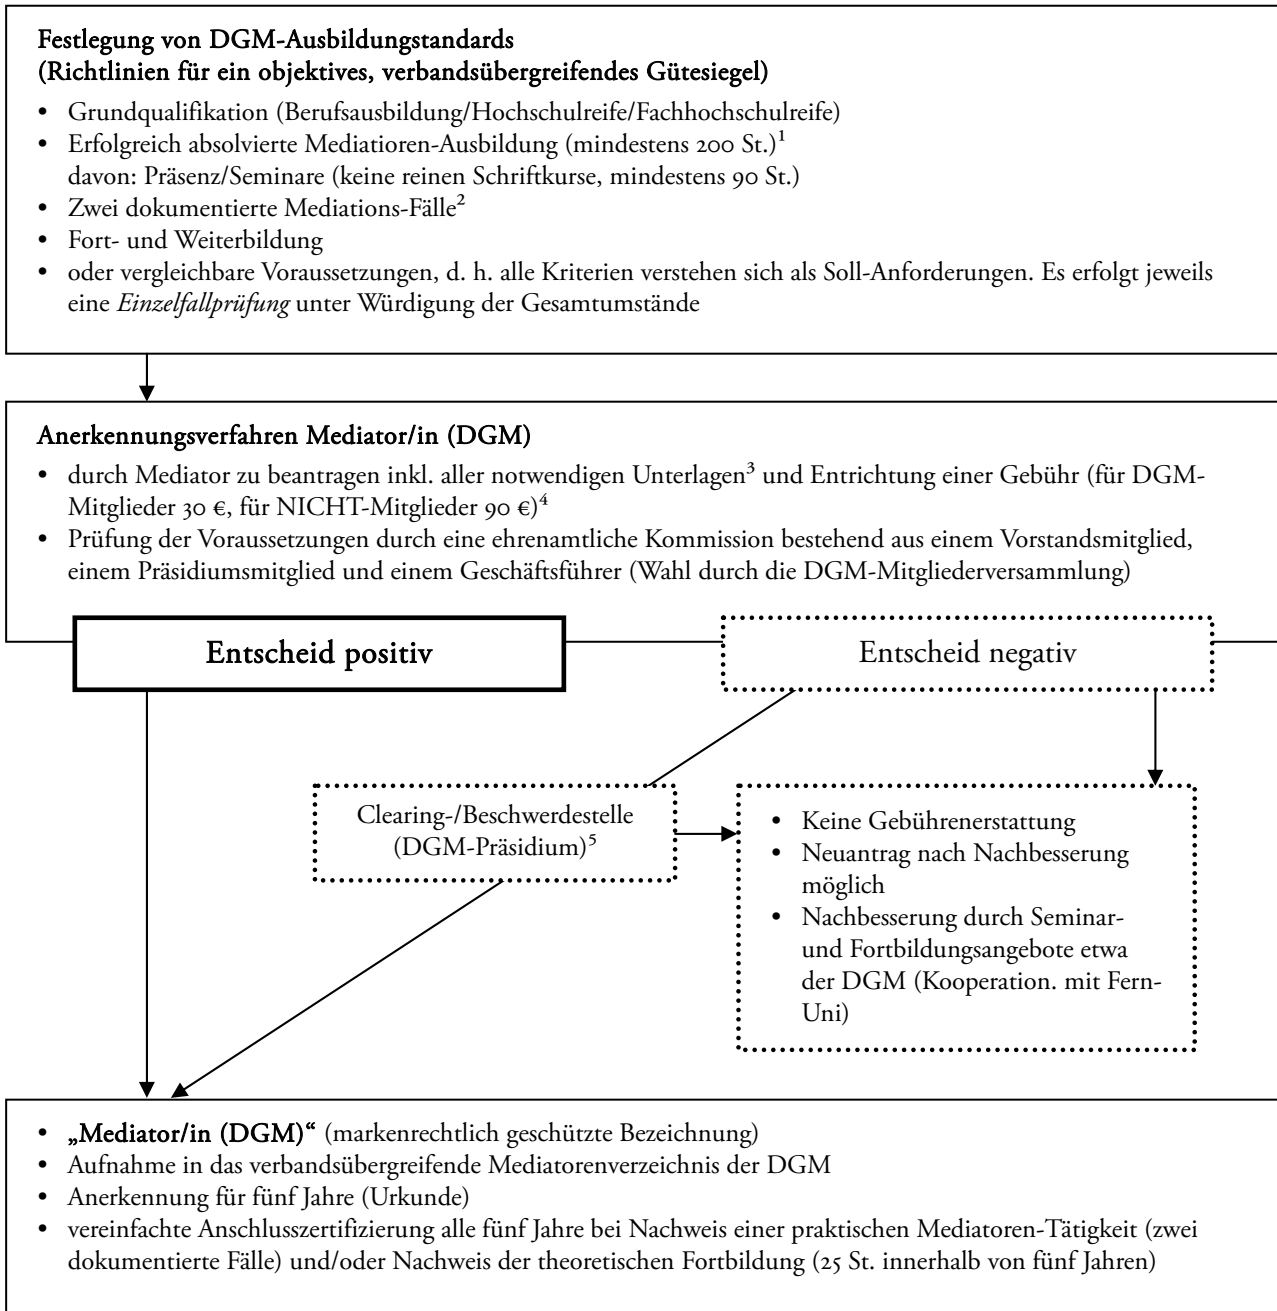 Festlegung von DGM-Ausbildungstandards
(Richtlinien für ein objektives, verbandsübergreifendes Gütesiegel)
• Grundqualifikation (Berufsausbildung/Hochschulreife/Fachhochschulreife)
• Erfolgreich absolvierte Mediatioren-Ausbildung (mindestens 200 St.)¹
davon: Präsenz/Seminare (keine reinen Schriftkurse, mindestens 90 St.)
• Zwei dokumentierte Mediations-Fälle²
• Fort- und Weiterbildung
• oder vergleichbare Voraussetzungen, d. h. alle Kriterien verstehen sich als Soll-Anforderungen. Es erfolgt jeweils
eine Einzelfallprüfung unter Würdigung der Gesamtumstände
Anerkennungsverfahren Mediator/in (DGM)
• durch Mediator zu beantragen inkl. aller notwendigen Unterlagen³ und Entrichtung einer Gebühr (für DGM-
Mitglieder 30 €, für NICHT-Mitglieder 90 €)⁴
• Prüfung der Voraussetzungen durch eine ehrenamtliche Kommission bestehend aus einem Vorstandsmitglied,
einem Präsidiumsmitglied und einem Geschäftsführer (Wahl durch die DGM-Mitgliederversammlung)
Entscheid positiv
Entscheid negativ
Clearing-/Beschwerdestelle
(DGM-Präsidium)⁵
• Keine Gebührenerstattung
• Neuantrag nach Nachbesserung
möglich
• Nachbesserung durch Seminar-
und Fortbildungsangebote etwa
der DGM (Kooperation. mit Fern-
Uni)
• „Mediator/in (DGM)“ (markenrechtlich geschützte Bezeichnung)
• Aufnahme in das verbandsübergreifende Mediatorenverzeichnis der DGM
• Anerkennung für fünf Jahre (Urkunde)
• vereinfachte Anschlusszertifizierung alle fünf Jahre bei Nachweis einer praktischen Mediatoren-Tätigkeit (zwei
dokumentierte Fälle) und/oder Nachweis der theoretischen Fortbildung (25 St. innerhalb von fünf Jahren)